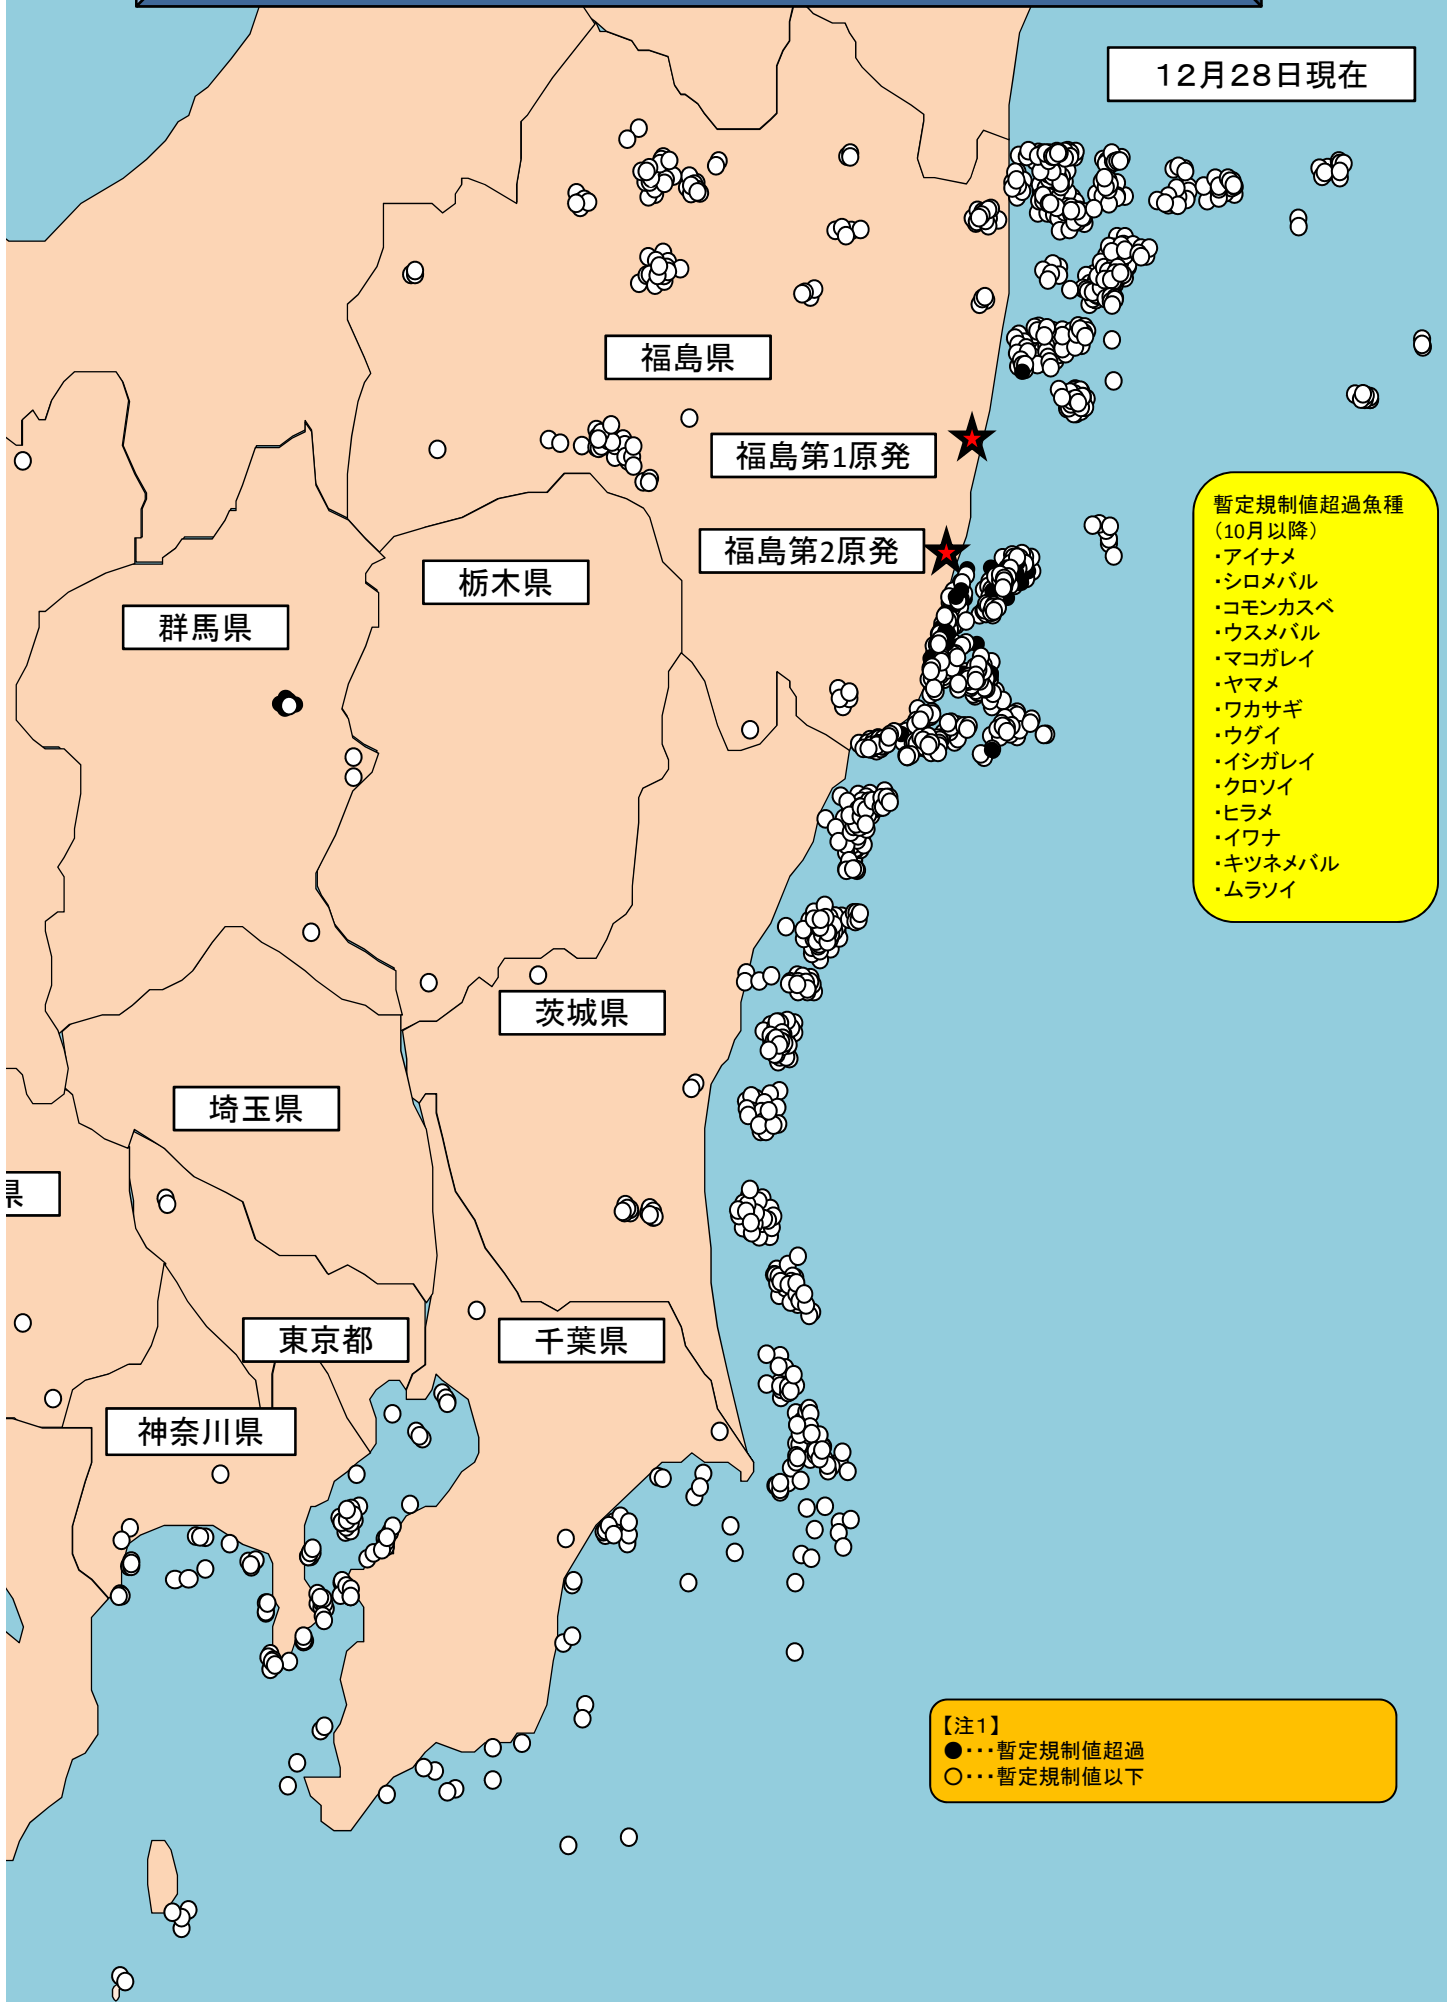 12月28日現在
福島県
福島第1原発
暫定規制値超過魚種
(10月以降)
・アイナメ
・シロメバル
・コモンカスベ
・ウスメバル
・マコガレイ
・ヤマメ
・ワカサギ
・ウグイ
・イシガレイ
・クロソイ
・ヒラメ
・イワナ
・キツネメバル
・ムラソイ
福島第2原発
栃木県
群馬県
茨城県
埼玉県
県
東京都
千葉県
神奈川県
【注1】
●・・・暫定規制値超過
○・・・暫定規制値以下